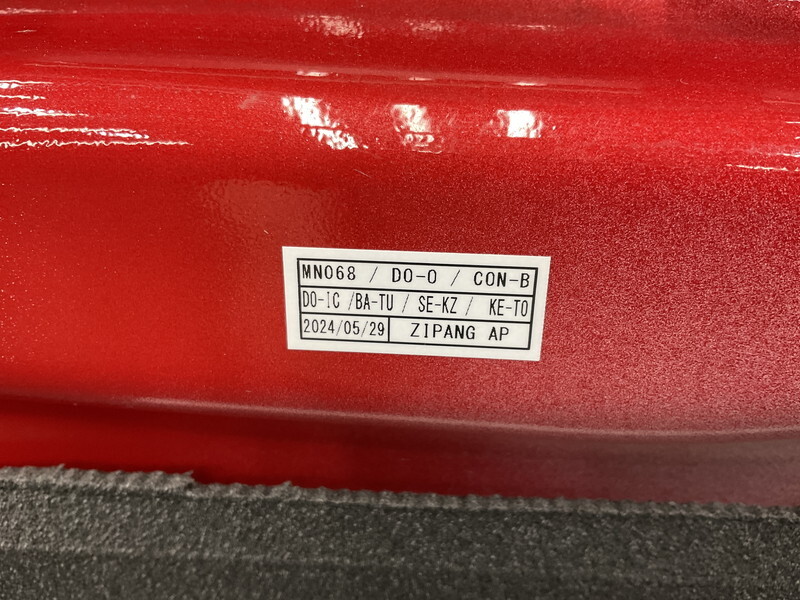 MN068 / DO-O / CON-B
DO-IC /BA-TU / SE-KZ / KE-TO
2024/05/29 ZIPANG AP